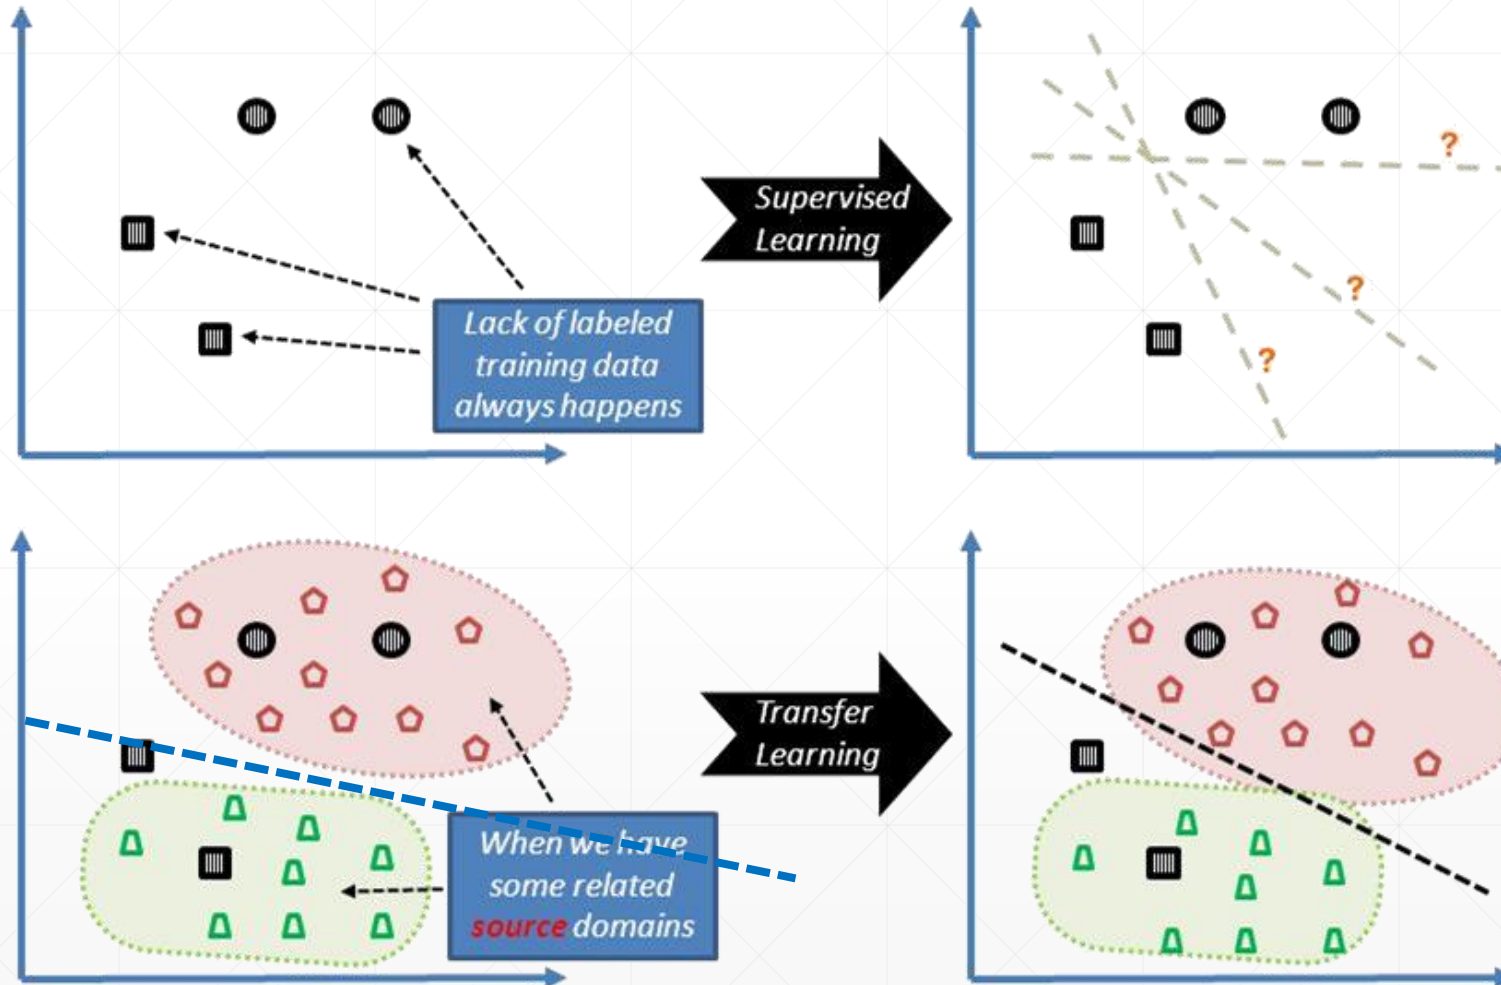 Lack of labeled
training data
always happens
Supervised
Learning
?
?
?
When we have
some related
source domains
Transfer
Learning